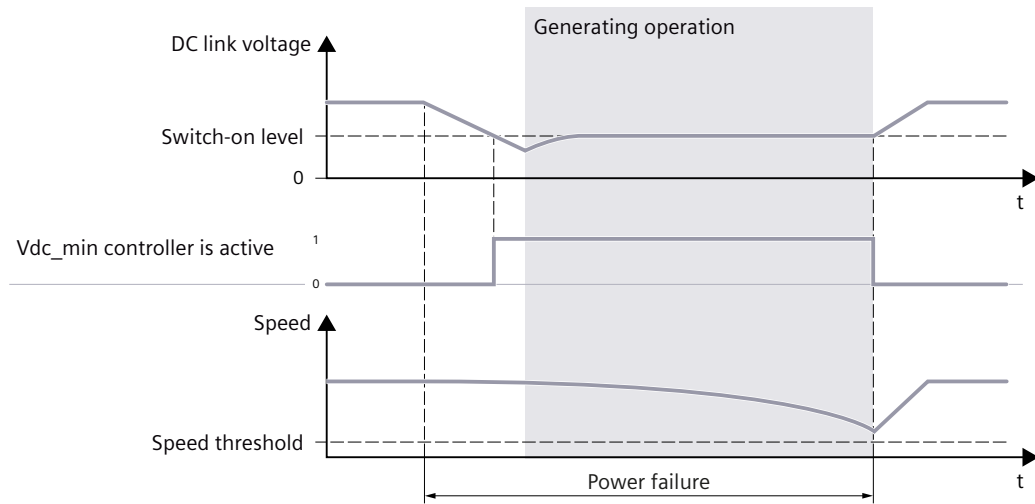 Generating operation
DC link voltage
Switch-on level
0
t
Vdc_min controller is active
1
0
Speed
Speed threshold
Power failure
t